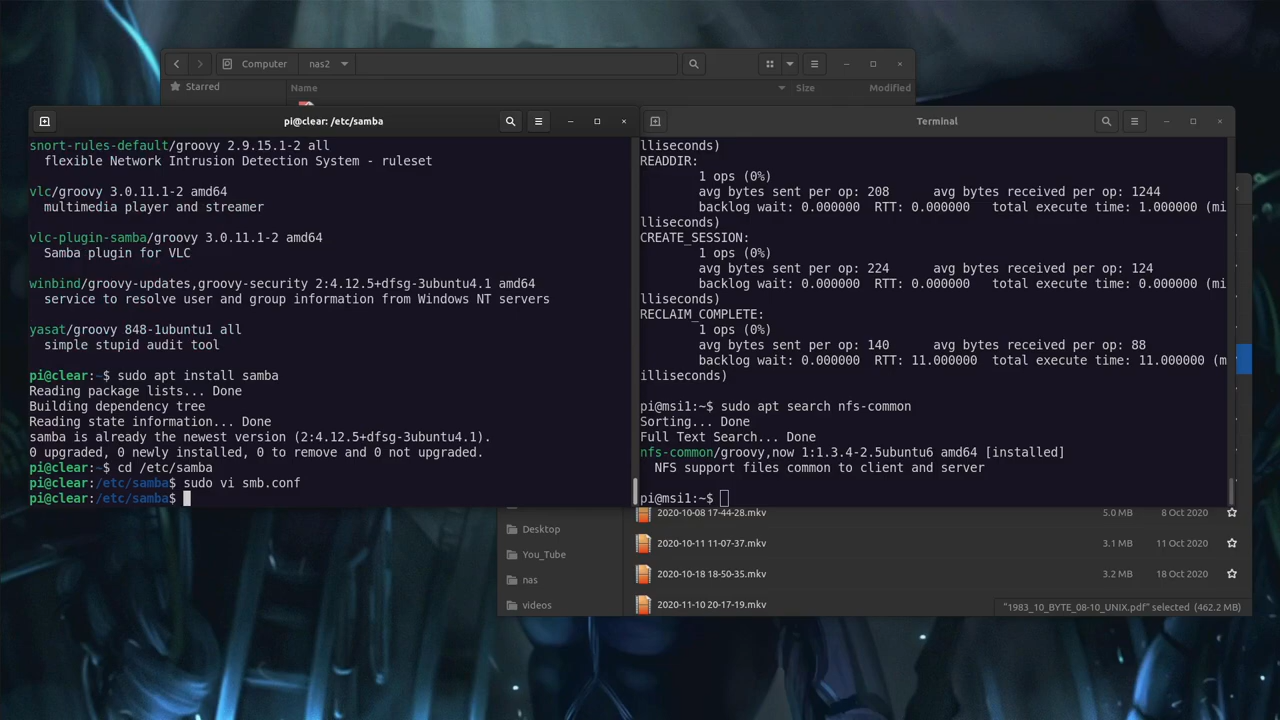 Computer
nas2
Starred
Name
Size
Modified
pi@clear: /etc/samba
snort-rules-default/groovy 2.9.15.1-2 all
flexible Network Intrusion Detection System - ruleset
vlc/groovy 3.0.11.1-2 amd64
multimedia player and streamer
vlc-plugin-samba/groovy 3.0.11.1-2 amd64
Samba plugin for VLC
winbind/groovy-updates,groovy-security 2:4.12.5+dfsg-3ubuntu4.1 amd64
service to resolve user and group information from Windows NT servers
yasat/groovy 848-1ubuntu1 all
simple stupid audit tool
pi@clear:~$ sudo apt install samba
Reading package lists... Done
Building dependency tree
Reading state information... Done
samba is already the newest version (2:4.12.5+dfsg-3ubuntu4.1).
0 upgraded, 0 newly installed, 0 to remove and 0 not upgraded.
pi@clear:~$ cd /etc/samba
pi@clear:/etc/samba$ sudo vi smb.conf
pi@clear:/etc/samba$
Terminal
lliseconds)
READDIR:
1 ops (0%)
avg bytes sent per op: 208 avg bytes received per op: 1244
backlog wait: 0.000000 RTT: 0.000000 total execute time: 1.000000 (mi
lliseconds)
CREATE_SESSION:
1 ops (0%)
avg bytes sent per op: 224 avg bytes received per op: 124
backlog wait: 0.000000 RTT: 0.000000 total execute time: 0.000000 (mi
lliseconds)
RECLAIM_COMPLETE:
1 ops (0%)
avg bytes sent per op: 140 avg bytes received per op: 88
backlog wait: 0.000000 RTT: 11.000000 total execute time: 11.000000 (m
illiseconds)
pi@msi1:~$ sudo apt search nfs-common
Sorting... Done
Full Text Search... Done
nfs-common/groovy,now 1:1.3.4-2.5ubuntu6 amd64 [installed]
NFS support files common to client and server
pi@msi1:~$
Desktop
You_Tube
nas
videos
2020-10-08 17-44-28.mkv 5.0 MB 8 Oct 2020
2020-10-11 11-07-37.mkv 3.1 MB 11 Oct 2020
2020-10-18 18-50-35.mkv 3.2 MB 18 Oct 2020
2020-11-10 20-17-19.mkv
"1983_10_BYTE_08-10_UNIX.pdf" selected (462.2 MB)